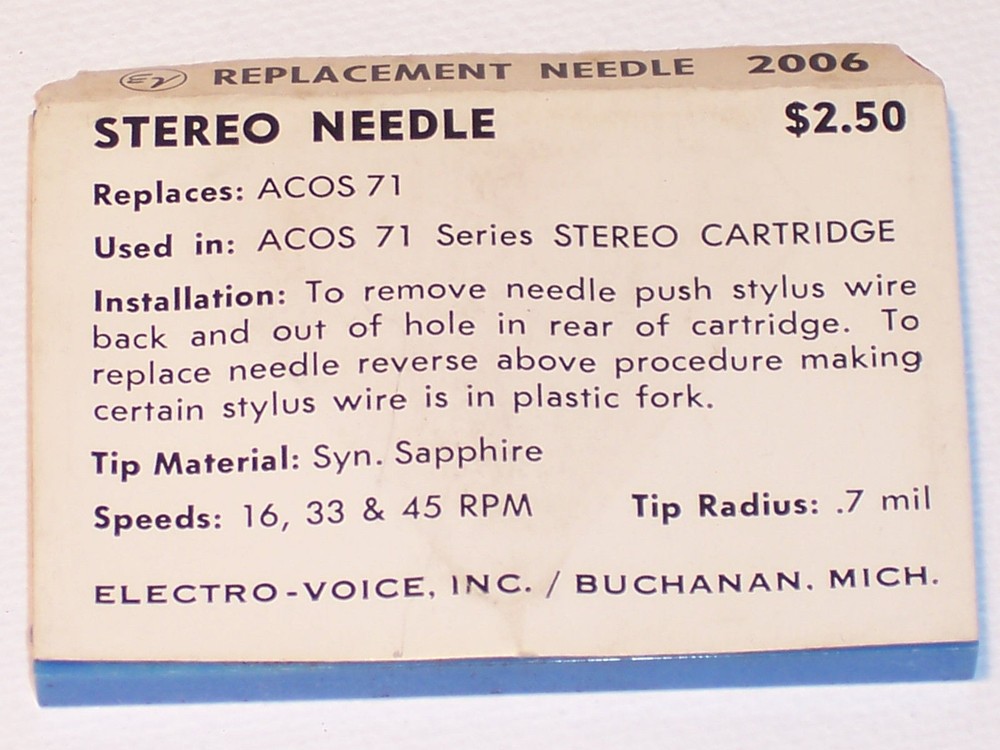 EV REPLACEMENT NEEDLE 2006
STEREO NEEDLE $2.50
Replaces: ACOS 71
Used in: ACOS 71 Series STEREO CARTRIDGE
Installation: To remove needle push stylus wire
back and out of hole in rear of cartridge. To
replace needle reverse above procedure making
certain stylus wire is in plastic fork.
Tip Material: Syn. Sapphire
Speeds: 16, 33 & 45 RPM Tip Radius: .7 mil
ELECTRO-VOICE, INC. / BUCHANAN, MICH.